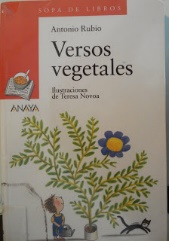 SOPA DE LIBROS
Antonio Rubio
Versos
vegetales
ANAYA
Ilustraciones
de Teresa Novoa